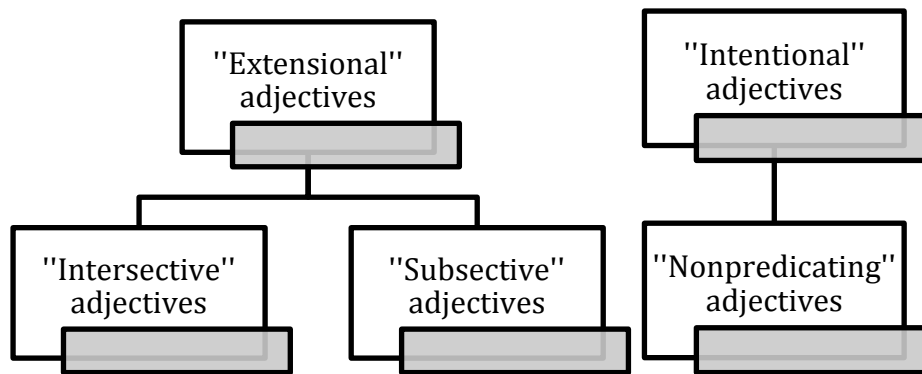 ''Extensional''
adjectives
''Intentional''
adjectives
''Intersective''
adjectives
''Subsective''
adjectives
''Nonpredicating''
adjectives